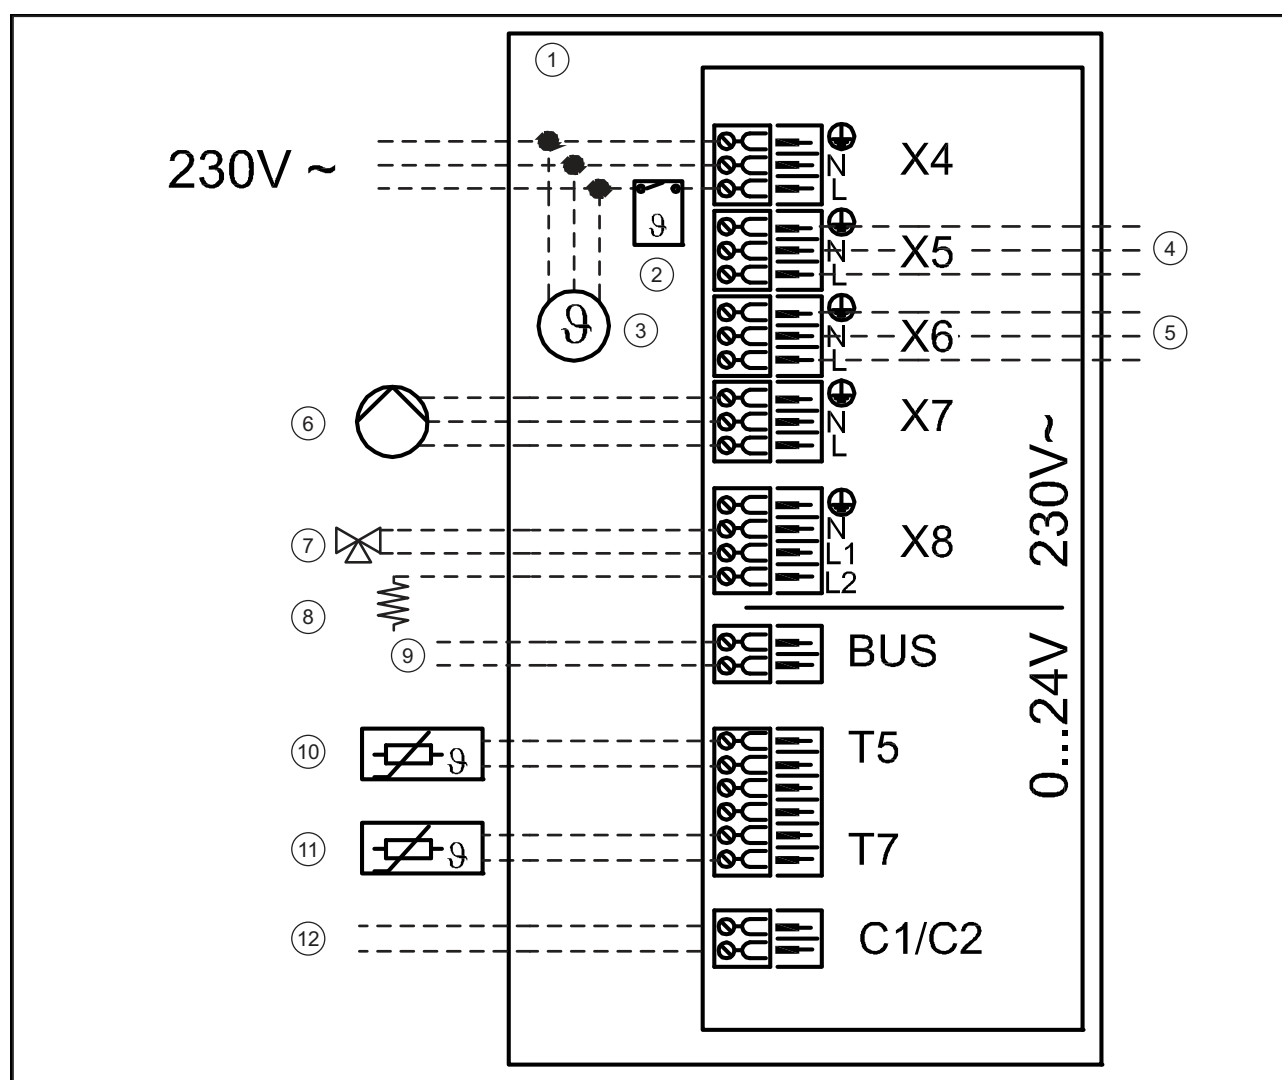 1
230V ~
N
L
X4
ϑ
2
N
L
X5
4
ϑ
3
N
L
X6
5
6
N
L
X7
230V~
7
N
L1
L2
X8
8
9
BUS
0...24V
10
ϑ
T5
11
ϑ
T7
12
C1/C2